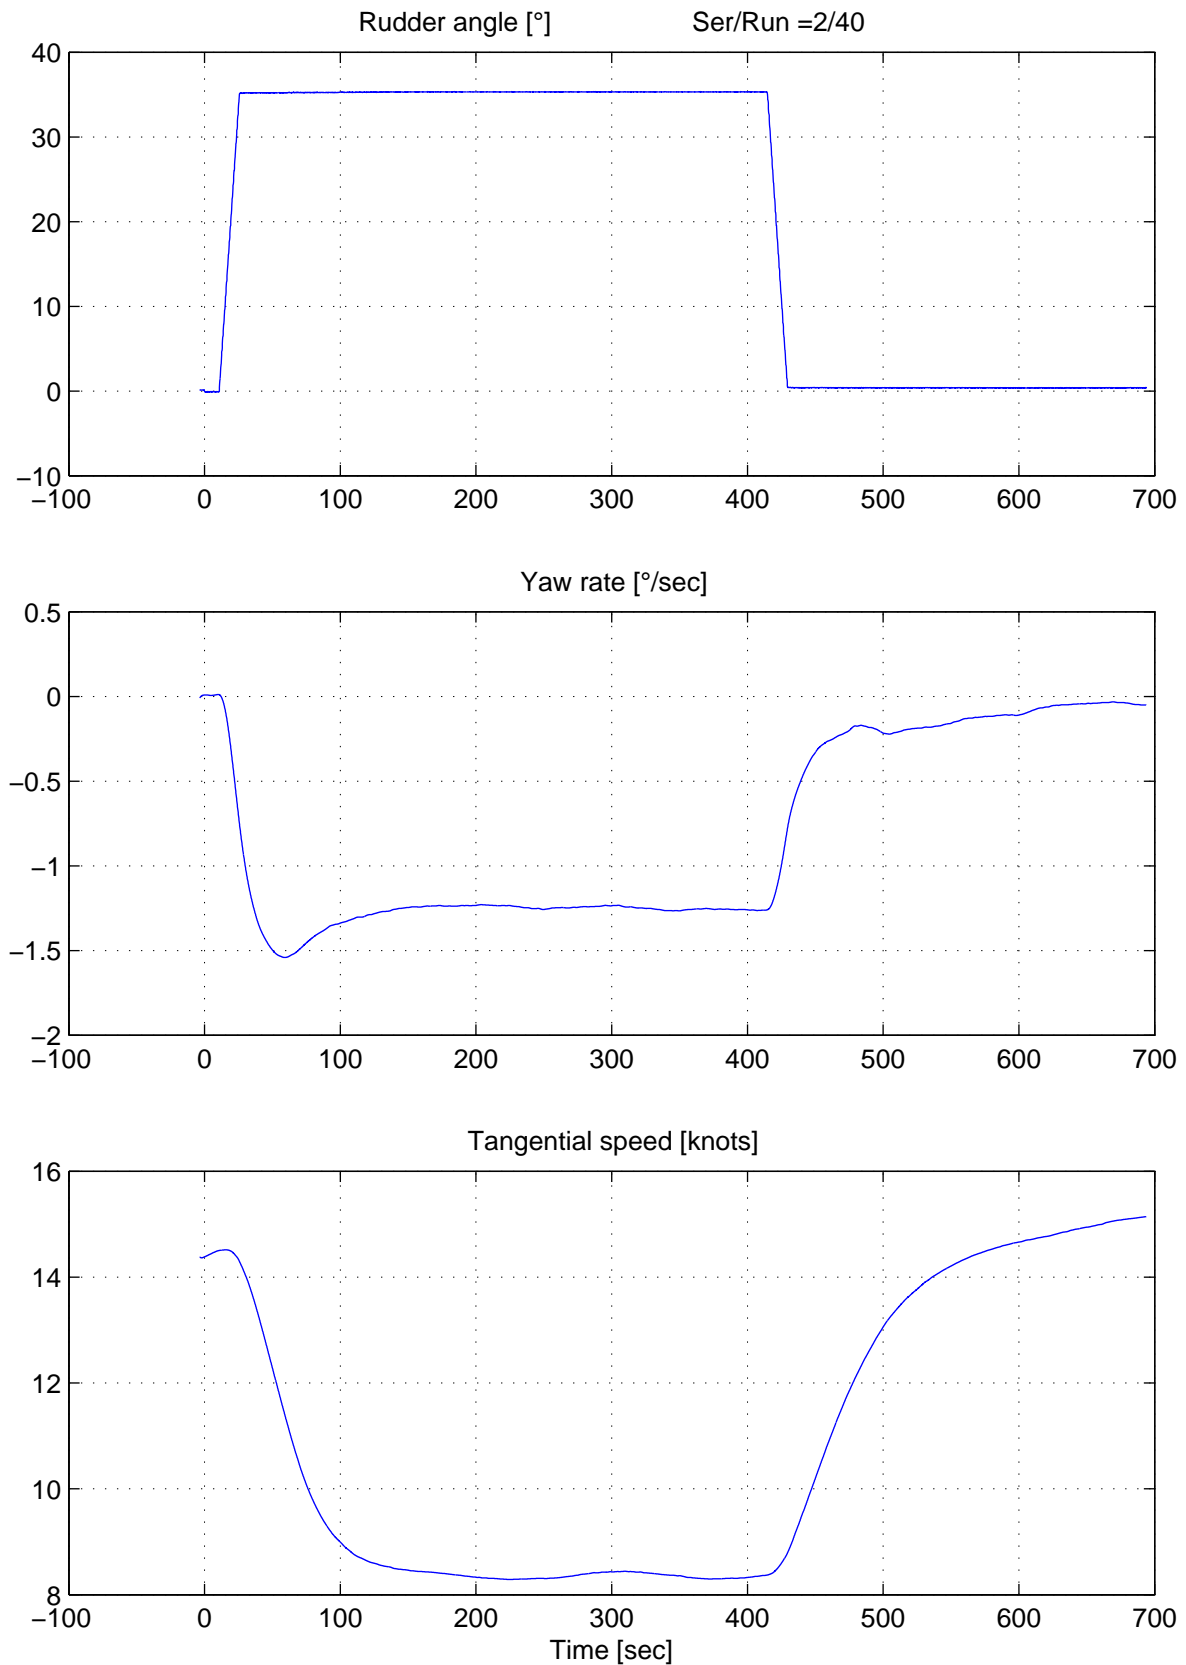 Rudder angle [°] Ser/Run =2/40
40
30
20
10
0
−10
−100 0 100 200 300 400 500 600 700
Yaw rate [°/sec]
0.5
0
−0.5
−1
−1.5
−2
−100 0 100 200 300 400 500 600 700
Tangential speed [knots]
16
14
12
10
8
−100 0 100 200 300 400 500 600 700
Time [sec]